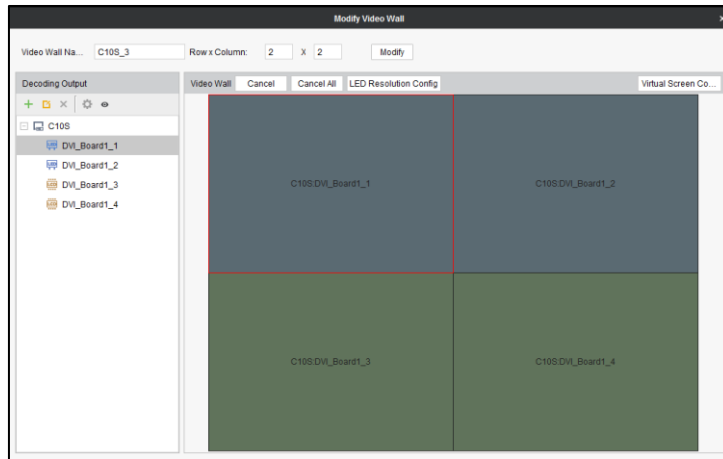 Modify Video Wall
Video Wall Na... C10S_3 Row x Column: 2 X 2 Modify
Decoding Output
Video Wall Cancel Cancel All LED Resolution Config Virtual Screen Co...
C10S
DVI_Board1_1
DVI_Board1_2
DVI_Board1_3
DVI_Board1_4
C10S:DVI_Board1_1 C10S:DVI_Board1_2
C10S:DVI_Board1_3 C10S:DVI_Board1_4